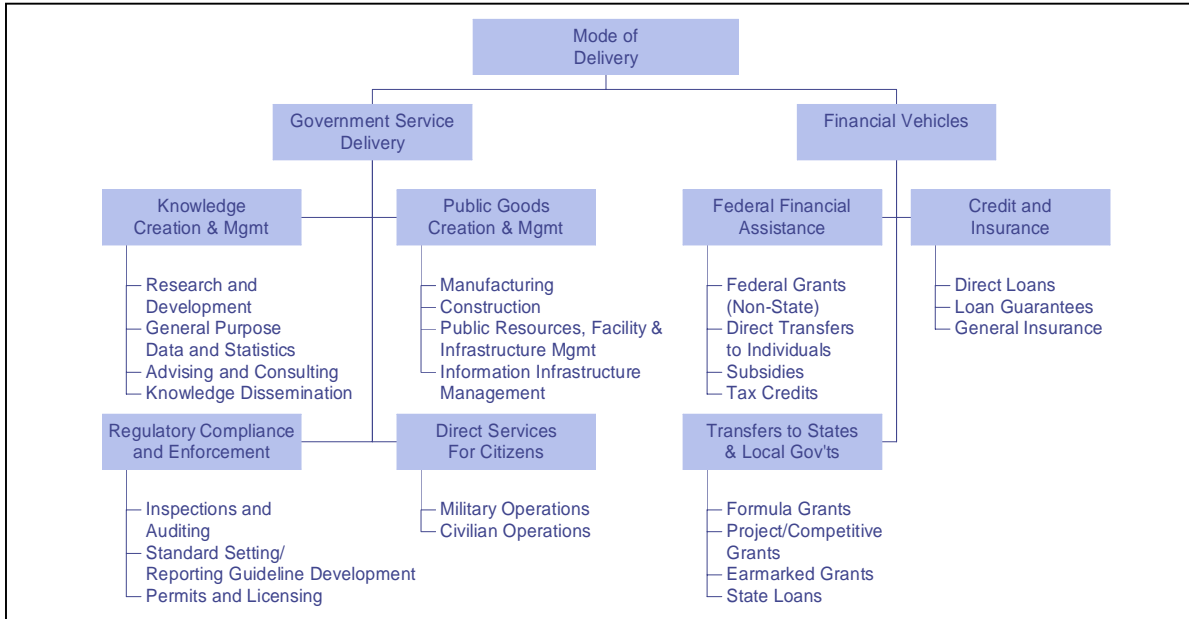 Mode of
Delivery
Government Service
Delivery
Financial Vehicles
Knowledge
Creation & Mgmt
Public Goods
Creation & Mgmt
Federal Financial
Assistance
Credit and
Insurance
Research and
Development
General Purpose
Data and Statistics
Advising and Consulting
Knowledge Dissemination
Manufacturing
Construction
Public Resources, Facility &
Infrastructure Mgmt
Information Infrastructure
Management
Federal Grants
(Non-State)
Direct Transfers
to Individuals
Subsidies
Tax Credits
Direct Loans
Loan Guarantees
General Insurance
Regulatory Compliance
and Enforcement
Direct Services
For Citizens
Transfers to States
& Local Gov'ts
Inspections and
Auditing
Standard Setting/
Reporting Guideline Development
Permits and Licensing
Military Operations
Civilian Operations
Formula Grants
Project/Competitive
Grants
Earmarked Grants
State Loans